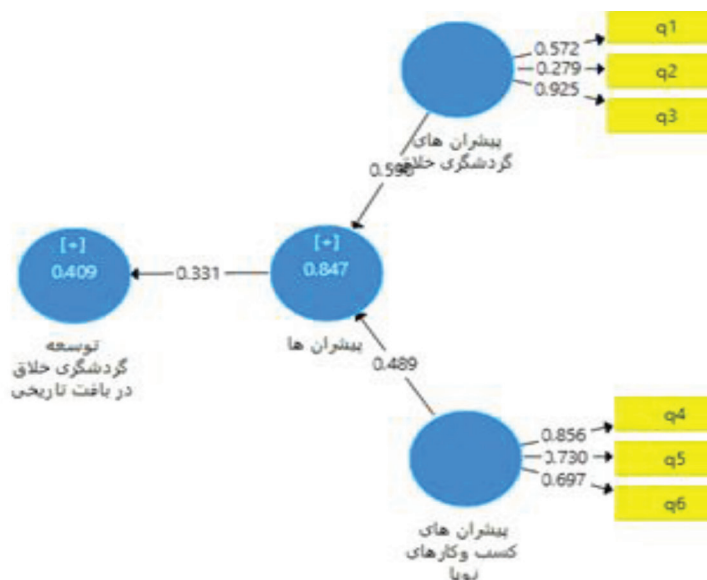 q1
0.572
q2
0.279
q3
0.925
پیشران های
گردشگری خلاق
[+]
0.409
0.331
[+]
0.847
توسعه
گردشگری خلاق
در بافت تاریخی
پیشران ها
0.489
q4
0.856
q5
0.730
q6
0.697
پیشران های
کسب وکارهای